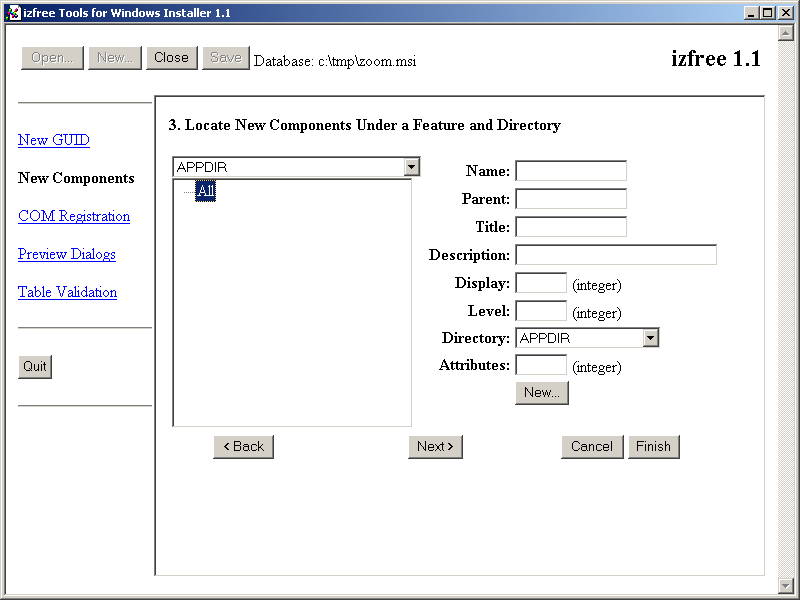 izfree Tools for Windows Installer 1.1
Open... New... Close Save Database: c:\tmp\zoom.msi izfree 1.1
3. Locate New Components Under a Feature and Directory
New GUID
New Components
COM Registration
Preview Dialogs
Table Validation
Quit
APPDIR
All
Name:
Parent:
Title:
Description:
Display: (integer)
Level: (integer)
Directory: APPDIR
Attributes: (integer)
New...
< Back Next > Cancel Finish